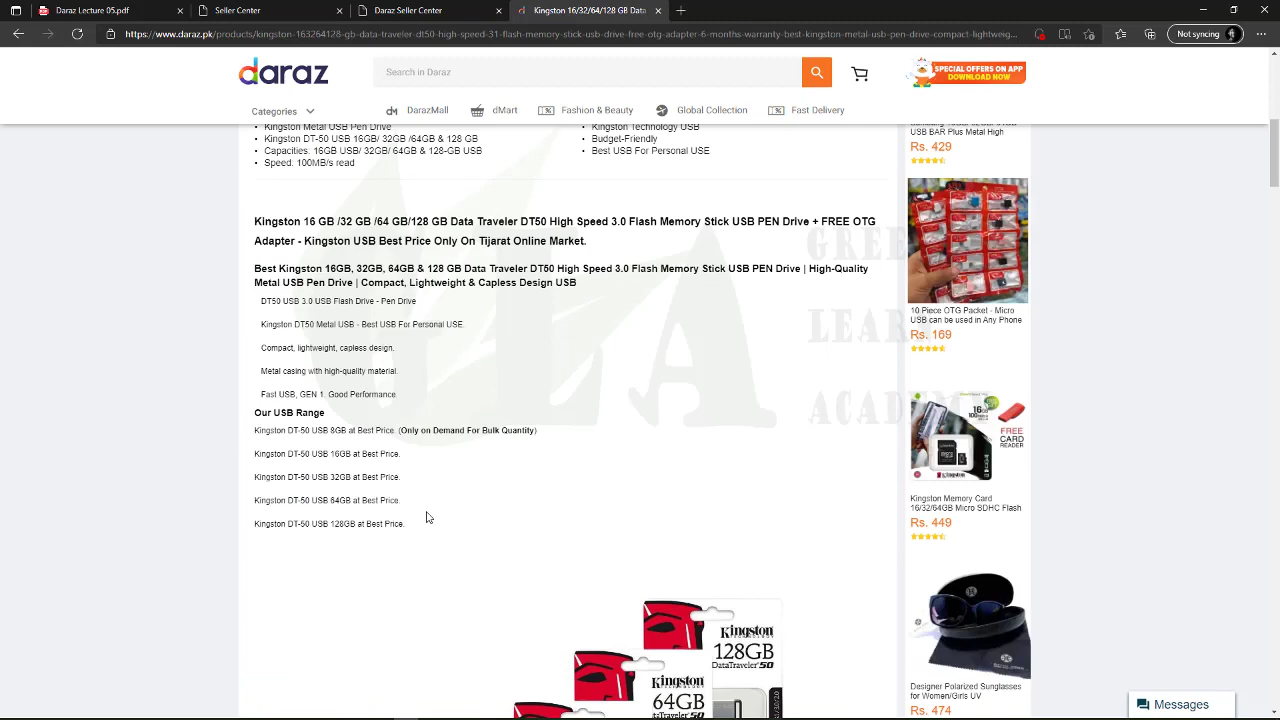 Daraz Lecture 05.pdf
Seller Center
Daraz Seller Center
Kingston 16/32/64/128 GB Data
https://www.daraz.pk/products/kingston-163264128-gb-data-traveler-dt50-high-speed-31-flash-memory-stick-usb-drive-free-otg-adapter-6-months-warranty-metal-usb-pen-drive-compact-lightweig...
Not syncing
daraz
Search in Daraz
SPECIAL OFFERS ON APP
DOWNLOAD NOW
Categories
DarazMall
dMart
Fashion & Beauty
Global Collection
Fast Delivery
• Kingston Metal USB Pen Drive
• Kingston DT-50 USB 16GB/ 32GB /64GB & 128 GB
• Capacities: 16GB USB/ 32GB/ 64GB & 128-GB USB
• Speed: 100MB/s read
• Kingston Technology USB
• Budget-Friendly
• Best USB For Personal USE
Kingston 16 GB /32 GB /64 GB/128 GB Data Traveler DT50 High Speed 3.0 Flash Memory Stick USB PEN Drive + FREE OTG
Adapter - Kingston USB Best Price Only On Tijarat Online Market.
Best Kingston 16GB, 32GB, 64GB & 128 GB Data Traveler DT50 High Speed 3.0 Flash Memory Stick USB PEN Drive | High-Quality
Metal USB Pen Drive | Compact, Lightweight & Capless Design USB
DT50 USB 3.0 USB Flash Drive - Pen Drive
Kingston DT50 Metal USB - Best USB For Personal USE.
Compact, lightweight, capless design.
Metal casing with high-quality material.
Fast USB, GEN 1. Good Performance.
Our USB Range
Kingston DT-50 USB 8GB at Best Price. (Only on Demand For Bulk Quantity)
Kingston DT-50 USB 16GB at Best Price.
Kingston DT-50 USB 32GB at Best Price.
Kingston DT-50 USB 64GB at Best Price.
Kingston DT-50 USB 128GB at Best Price.
Kingston
TECHNOLOGY
128GB
DataTraveler 50
Kingston
64GB
ataTraveler 50
USB BAR Plus Metal High
Rs. 429
10 Piece OTG Packet - Micro
USB can be used in Any Phone
Rs. 169
16GB
FREE
CARD
READER
Kingston
Kingston Memory Card
16/32/64GB Micro SDHC Flash
Rs. 449
Designer Polarized Sunglasses
for Women/Girls UV
Rs. 474
Messages